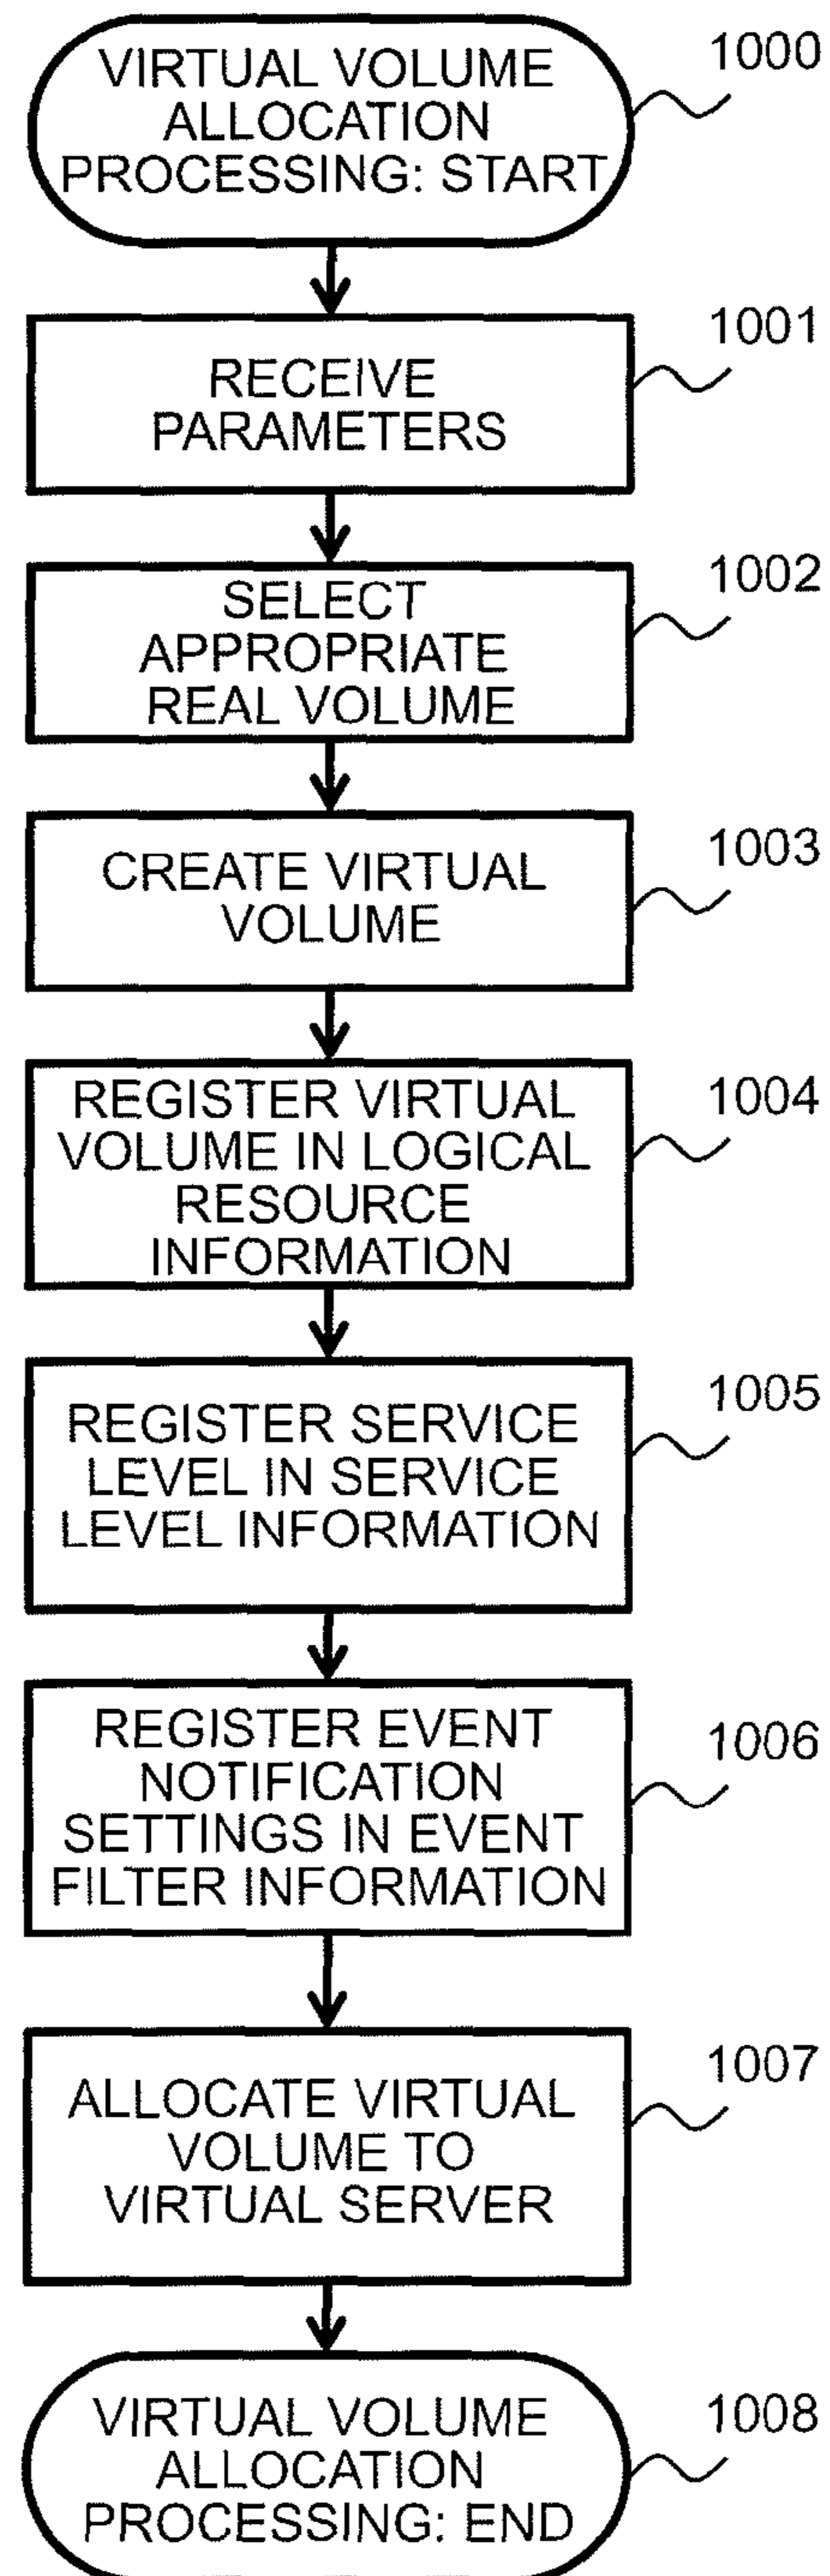 VIRTUAL VOLUME
ALLOCATION
PROCESSING: START
1000
RECEIVE
PARAMETERS
1001
SELECT
APPROPRIATE
REAL VOLUME
1002
CREATE VIRTUAL
VOLUME
1003
REGISTER VIRTUAL
VOLUME IN LOGICAL
RESOURCE
INFORMATION
1004
REGISTER SERVICE
LEVEL IN SERVICE
LEVEL INFORMATION
1005
REGISTER EVENT
NOTIFICATION
SETTINGS IN EVENT
FILTER INFORMATION
1006
ALLOCATE VIRTUAL
VOLUME TO
VIRTUAL SERVER
1007
VIRTUAL VOLUME
ALLOCATION
PROCESSING: END
1008